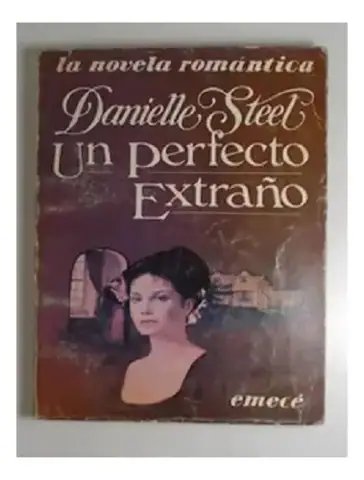 la novela romántica
Danielle Steel
Un perfecto
Extraño
emecé